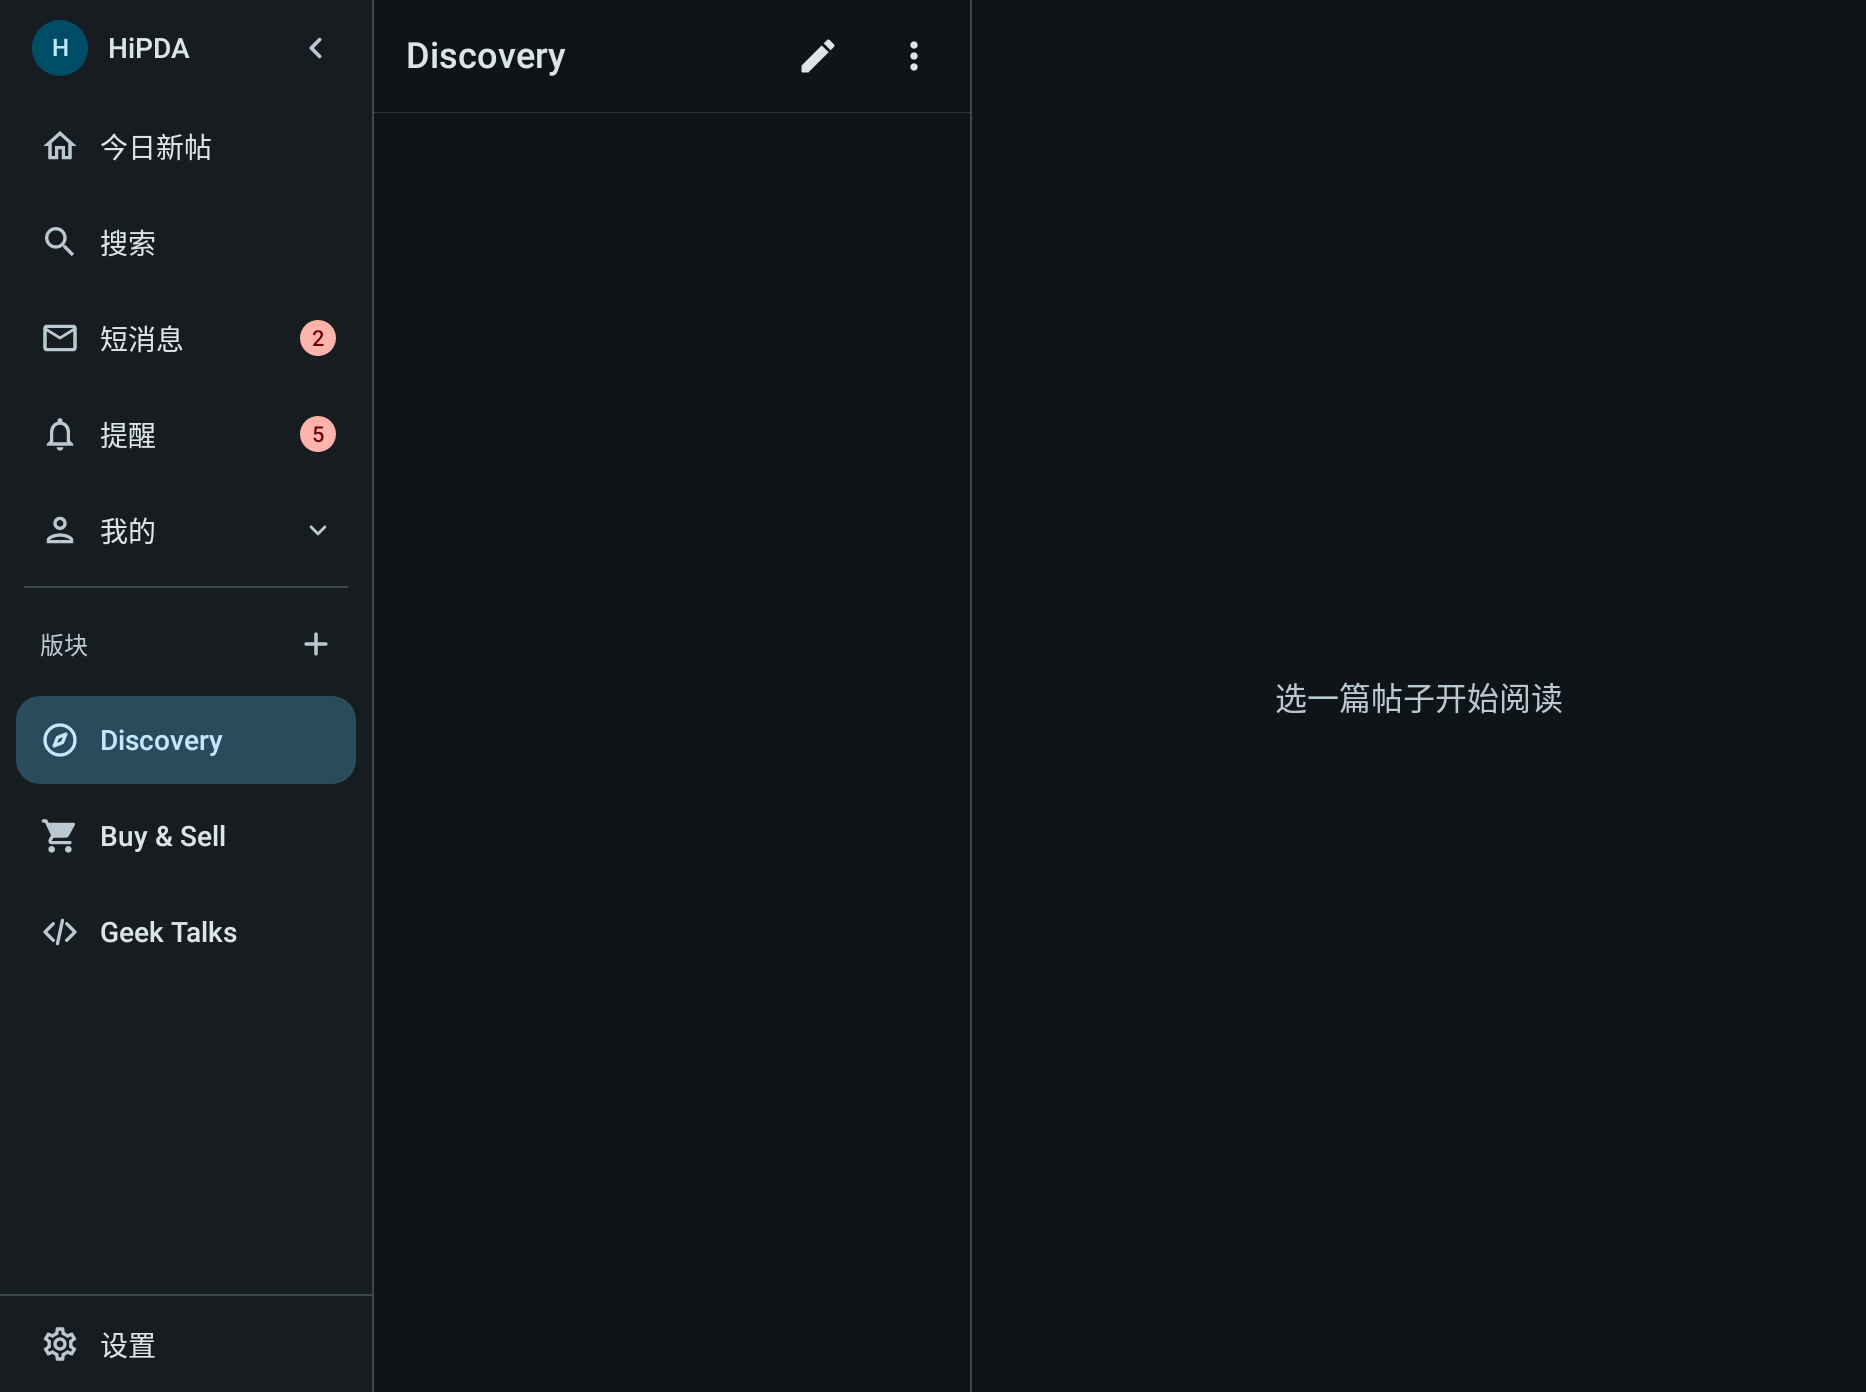 H HiPDA
今日新帖
搜索
短消息 2
提醒 5
我的
版块
Discovery
Buy & Sell
Geek Talks
设置
Discovery
选一篇帖子开始阅读